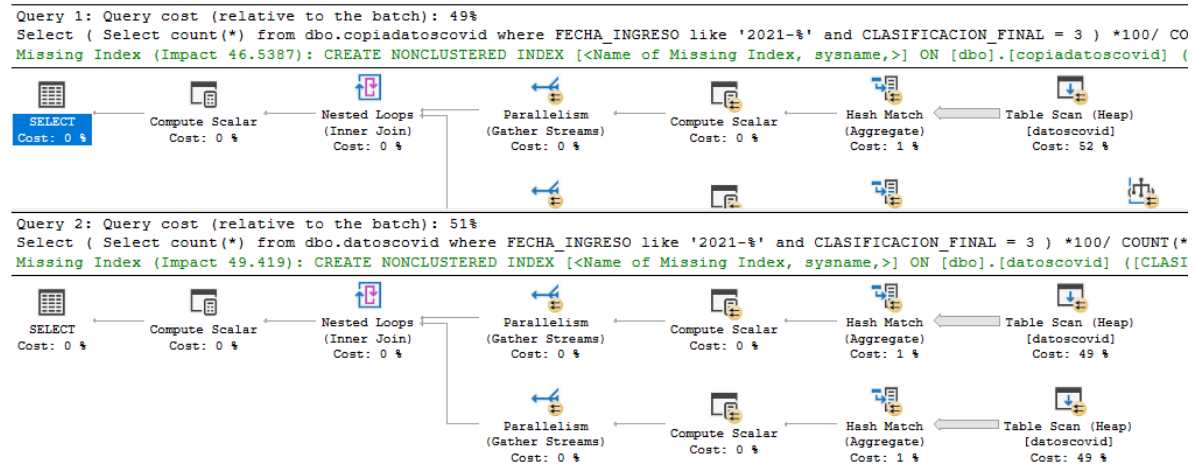 Query 1: Query cost (relative to the batch): 49%
Select ( Select count(*) from dbo.copiadatoscovid where FECHA_INGRESO like '2021-%' and CLASIFICACION_FINAL = 3 ) *100/ CO
Missing Index (Impact 46.5387): CREATE NONCLUSTERED INDEX [<Name of Missing Index, sysname,>] ON [dbo].[copiadatoscovid] (
SELECT
Cost: 0 %
Compute Scalar
Cost: 0 %
Nested Loops
(Inner Join)
Cost: 0 %
Parallelism
(Gather Streams)
Cost: 0 %
Compute Scalar
Cost: 0 %
Hash Match
(Aggregate)
Cost: 1 %
Table Scan (Heap)
[datoscovid]
Cost: 52 %
Query 2: Query cost (relative to the batch): 51%
Select ( Select count(*) from dbo.datoscovid where FECHA_INGRESO like '2021-%' and CLASIFICACION_FINAL = 3 ) *100/ COUNT(*
Missing Index (Impact 49.419): CREATE NONCLUSTERED INDEX [<Name of Missing Index, sysname,>] ON [dbo].[datoscovid] ([CLASI
SELECT
Cost: 0 %
Compute Scalar
Cost: 0 %
Nested Loops
(Inner Join)
Cost: 0 %
Parallelism
(Gather Streams)
Cost: 0 %
Compute Scalar
Cost: 0 %
Hash Match
(Aggregate)
Cost: 1 %
Table Scan (Heap)
[datoscovid]
Cost: 49 %
Parallelism
(Gather Streams)
Cost: 0 %
Compute Scalar
Cost: 0 %
Hash Match
(Aggregate)
Cost: 1 %
Table Scan (Heap)
[datoscovid]
Cost: 49 %